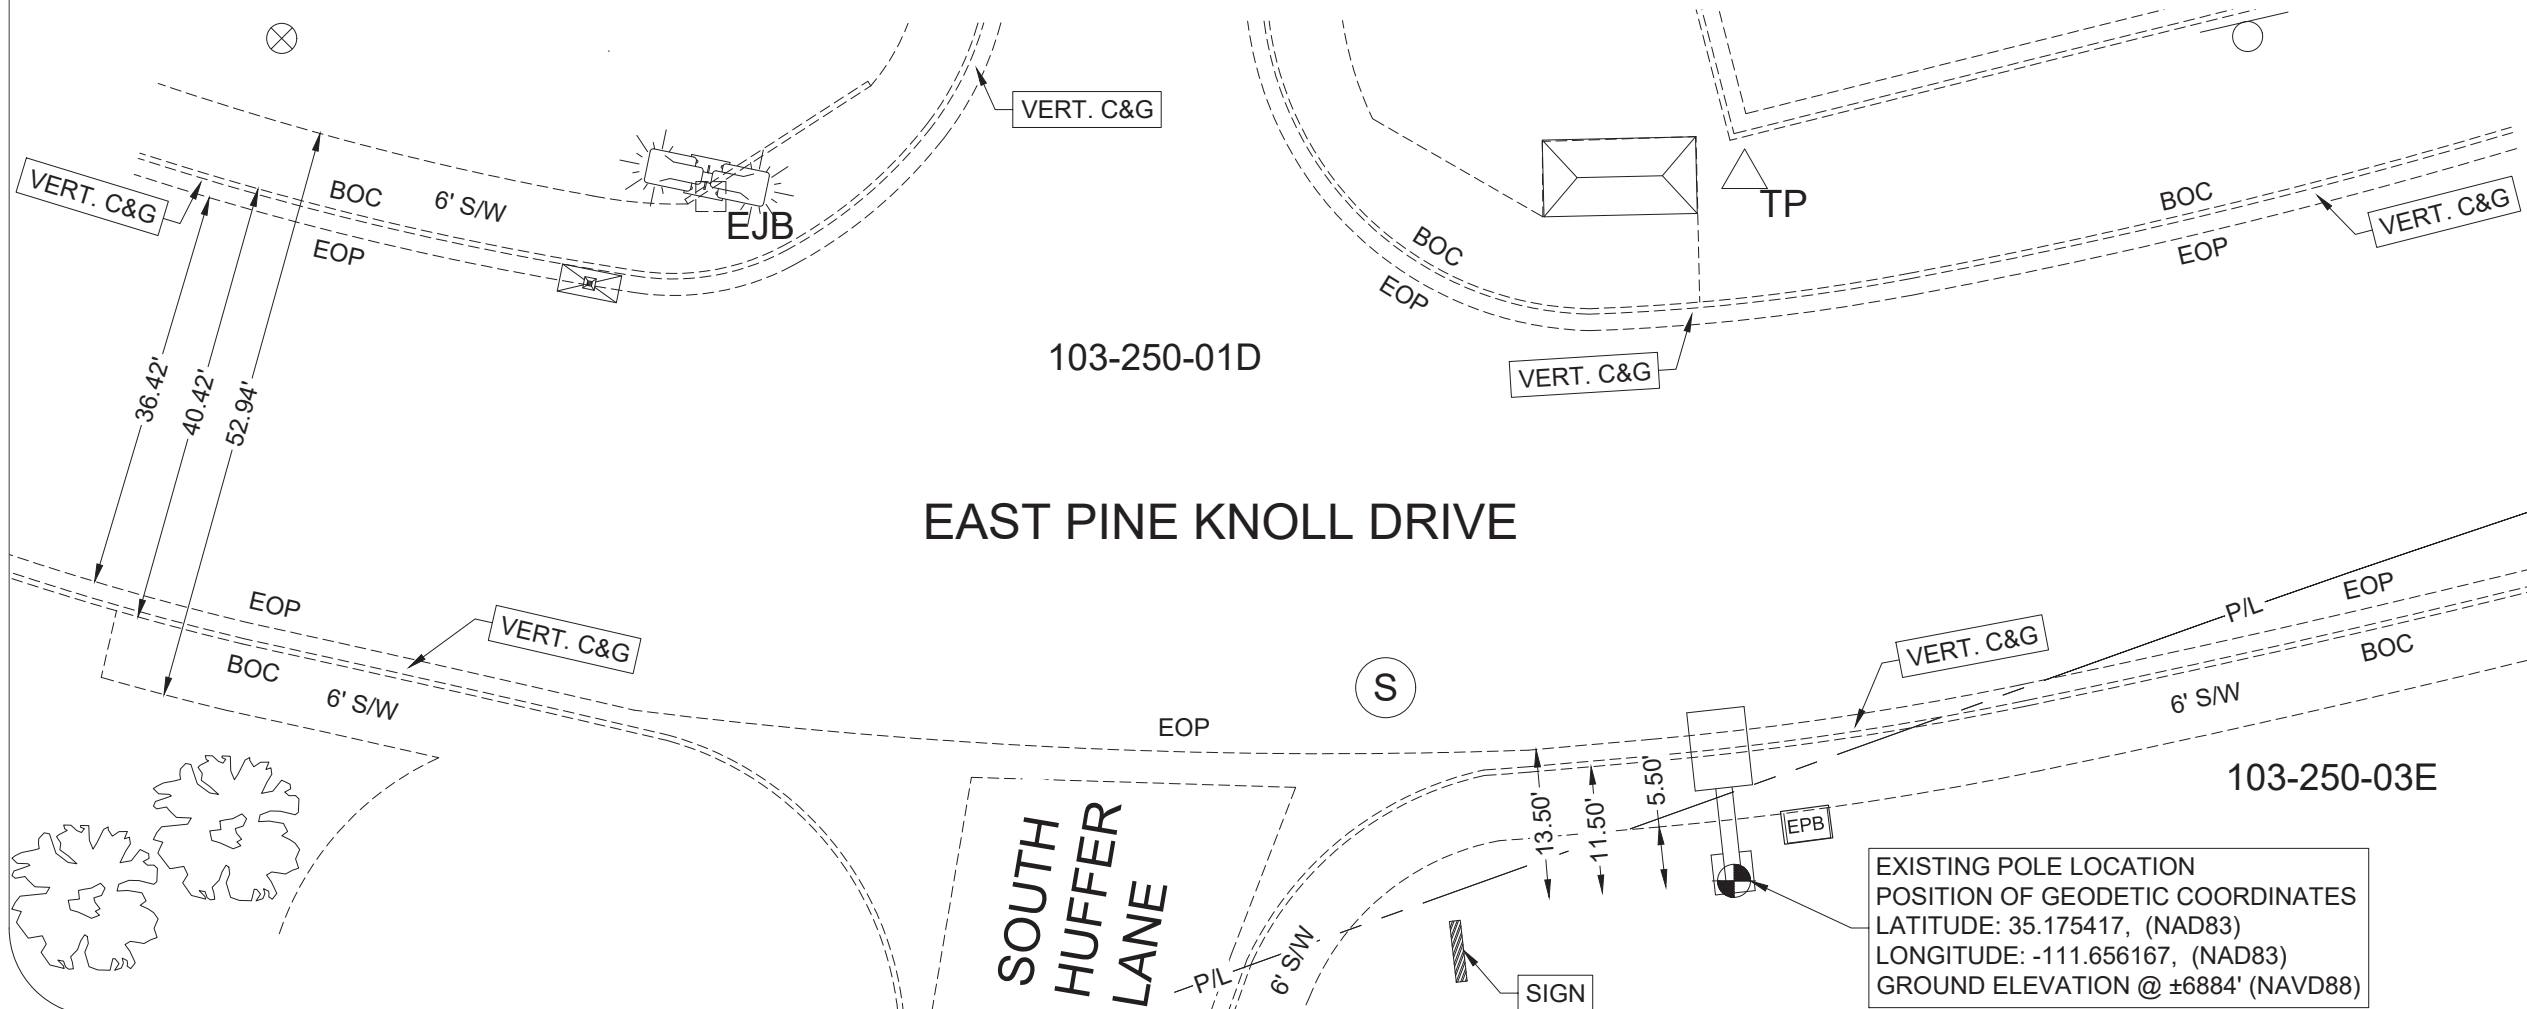 VERT. C&G
VERT. C&G
BOC
6' S/W
EOP
EJB
TP
BOC
EOP
BOC
EOP
VERT. C&G
36.42'
40.42'
52.94'
103-250-01D
VERT. C&G
EAST PINE KNOLL DRIVE
EOP
VERT. C&G
BOC
6' S/W
S
EOP
VERT. C&G
P/L
EOP
BOC
6' S/W
103-250-03E
13.50'
11.50'
5.50'
EPB
SOUTH
HUFFER
LANE
P/L
6' S/W
SIGN
EXISTING POLE LOCATION
POSITION OF GEODETIC COORDINATES
LATITUDE: 35.175417, (NAD83)
LONGITUDE: -111.656167, (NAD83)
GROUND ELEVATION @ ±6884' (NAVD88)